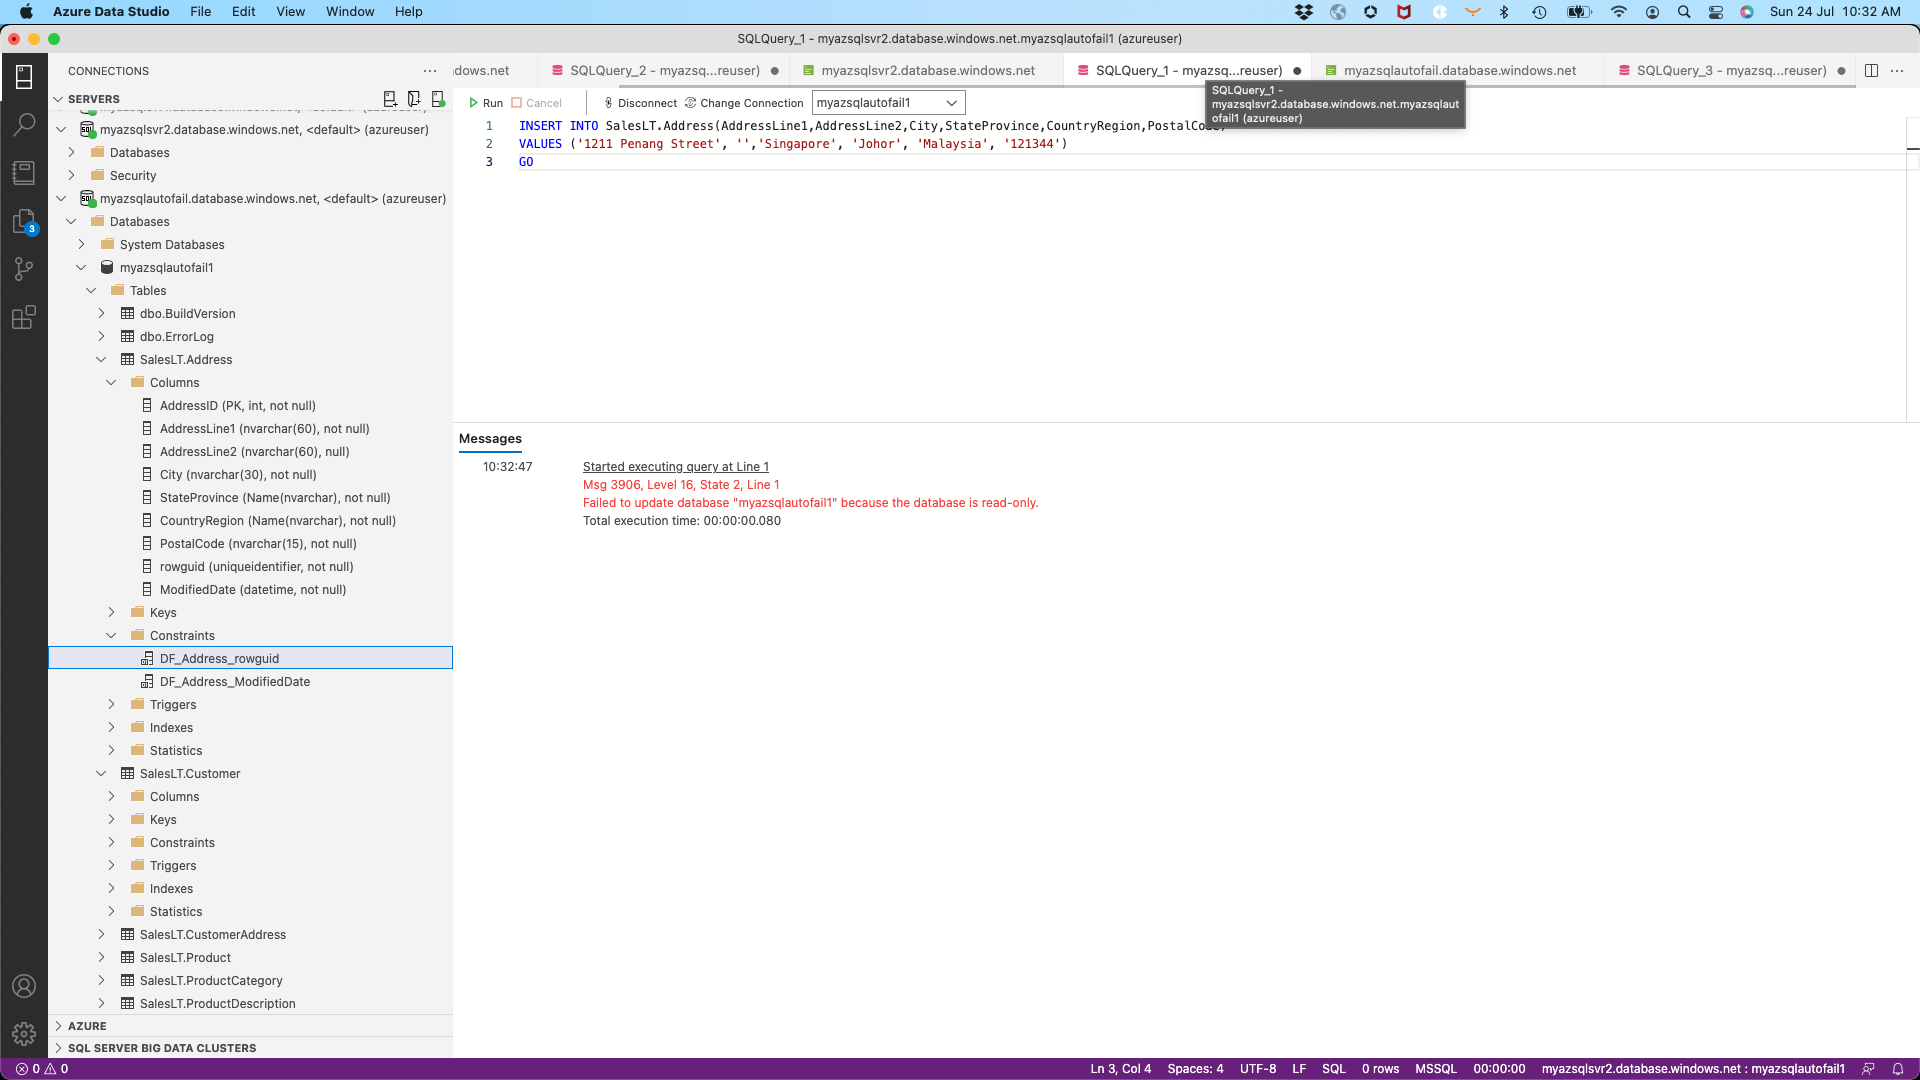 Azure Data Studio File Edit View Window Help
Sun 24 Jul 10:32 AM
SQLQuery_1 - myazsqlsvr2.database.windows.net.myazsqlautofail1 (azureuser)
CONNECTIONS
dows.net
SQLQuery_2 - myazsq...reuser)
myazsqlsvr2.database.windows.net
SQLQuery_1 - myazsq...reuser)
myazsqlautofail.database.windows.net
SQLQuery_3 - myazsq...reuser)
SQLQuery_1 -
myazsqlsvr2.database.windows.net.myazsqlaut
ofail1 (azureuser)
Run Cancel Disconnect Change Connection myazsqlautofail1
1 INSERT INTO SalesLT.Address(AddressLine1,AddressLine2,City,StateProvince,CountryRegion,PostalCode)
2 VALUES ('1211 Penang Street', '','Singapore', 'Johor', 'Malaysia', '121344')
3 GO
SERVERS
myazsqlsvr2.database.windows.net, <default> (azureuser)
Databases
Security
myazsqlautofail.database.windows.net, <default> (azureuser)
Databases
System Databases
myazsqlautofail1
Tables
dbo.BuildVersion
dbo.ErrorLog
SalesLT.Address
Columns
AddressID (PK, int, not null)
AddressLine1 (nvarchar(60), not null)
AddressLine2 (nvarchar(60), null)
City (nvarchar(30), not null)
StateProvince (Name(nvarchar), not null)
CountryRegion (Name(nvarchar), not null)
PostalCode (nvarchar(15), not null)
rowguid (uniqueidentifier, not null)
ModifiedDate (datetime, not null)
Keys
Constraints
DF_Address_rowguid
DF_Address_ModifiedDate
Triggers
Indexes
Statistics
SalesLT.Customer
Columns
Keys
Constraints
Triggers
Indexes
Statistics
SalesLT.CustomerAddress
SalesLT.Product
SalesLT.ProductCategory
SalesLT.ProductDescription
AZURE
SQL SERVER BIG DATA CLUSTERS
3
Messages
10:32:47 Started executing query at Line 1
Msg 3906, Level 16, State 2, Line 1
Failed to update database "myazsqlautofail1" because the database is read-only.
Total execution time: 00:00:00.080
0 0
Ln 3, Col 4 Spaces: 4 UTF-8 LF SQL 0 rows MSSQL 00:00:00 myazsqlsvr2.database.windows.net : myazsqlautofail1